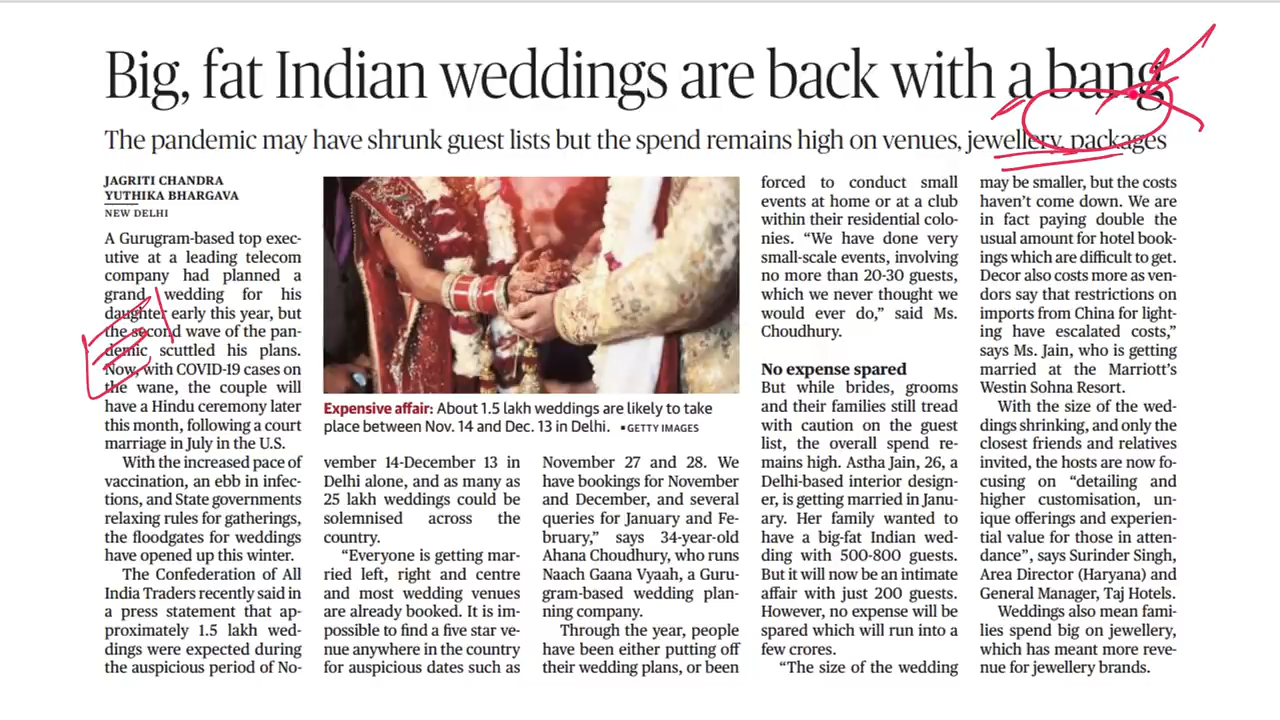 Big, fat Indian weddings are back with a bang
The pandemic may have shrunk guest lists but the spend remains high on venues, jewellery, packages
JAGRITI CHANDRA
YUTHIKA BHARGAVA
NEW DELHI
A Gurugram-based top exec-
utive at a leading telecom
company had planned a
grand wedding for his
daughter early this year, but
the second wave of the pan-
demic scuttled his plans.
Now, with COVID-19 cases on
the wane, the couple will
have a Hindu ceremony later
this month, following a court
marriage in July in the U.S.
With the increased pace of
vaccination, an ebb in infec-
tions, and State governments
relaxing rules for gatherings,
the floodgates for weddings
have opened up this winter.
The Confederation of All
India Traders recently said in
a press statement that ap-
proximately 1.5 lakh wed-
dings were expected during
the auspicious period of No-
Expensive affair: About 1.5 lakh weddings are likely to take
place between Nov. 14 and Dec. 13 in Delhi. •GETTY IMAGES
vember 14-December 13 in
Delhi alone, and as many as
25 lakh weddings could be
solemnised across the
country.
“Everyone is getting mar-
ried left, right and centre
and most wedding venues
are already booked. It is im-
possible to find a five star ve-
nue anywhere in the country
for auspicious dates such as
November 27 and 28. We
have bookings for November
and December, and several
queries for January and Fe-
bruary,” says 34-year-old
Ahana Choudhury, who runs
Naach Gaana Vyaah, a Guru-
gram-based wedding plan-
ning company.
Through the year, people
have been either putting off
their wedding plans, or been
forced to conduct small
events at home or at a club
within their residential colo-
nies. “We have done very
small-scale events, involving
no more than 20-30 guests,
which we never thought we
would ever do,” said Ms.
Choudhury.
No expense spared
But while brides, grooms
and their families still tread
with caution on the guest
list, the overall spend re-
mains high. Astha Jain, 26, a
Delhi-based interior design-
er, is getting married in Janu-
ary. Her family wanted to
have a big-fat Indian wed-
ding with 500-800 guests.
But it will now be an intimate
affair with just 200 guests.
However, no expense will be
spared which will run into a
few crores.
“The size of the wedding
may be smaller, but the costs
haven’t come down. We are
in fact paying double the
usual amount for hotel book-
ings which are difficult to get.
Decor also costs more as ven-
dors say that restrictions on
imports from China for light-
ing have escalated costs,”
says Ms. Jain, who is getting
married at the Marriott’s
Westin Sohna Resort.
With the size of the wed-
dings shrinking, and only the
closest friends and relatives
invited, the hosts are now fo-
cusing on “detailing and
higher customisation, un-
ique offerings and experien-
tial value for those in atten-
dance”, says Surinder Singh,
Area Director (Haryana) and
General Manager, Taj Hotels.
Weddings also mean fami-
lies spend big on jewellery,
which has meant more reve-
nue for jewellery brands.